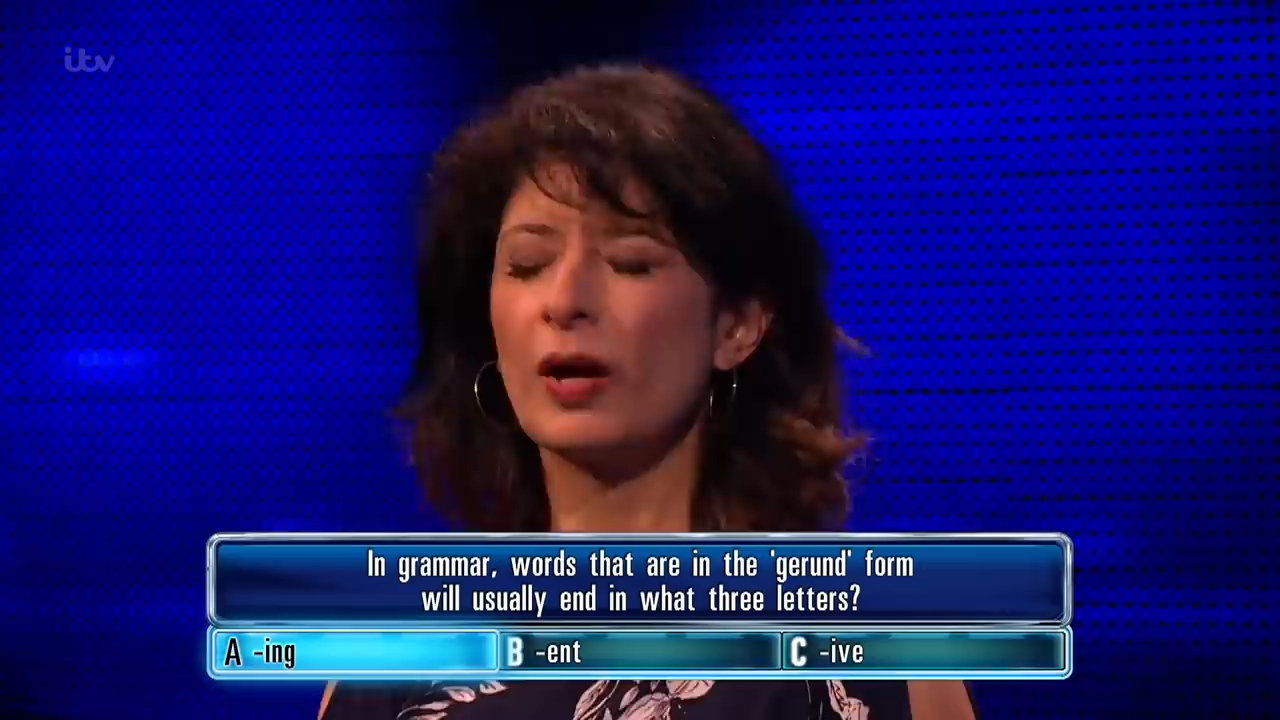 itv
In grammar, words that are in the 'gerund' form
will usually end in what three letters?
A -ing
B -ent
C -ive